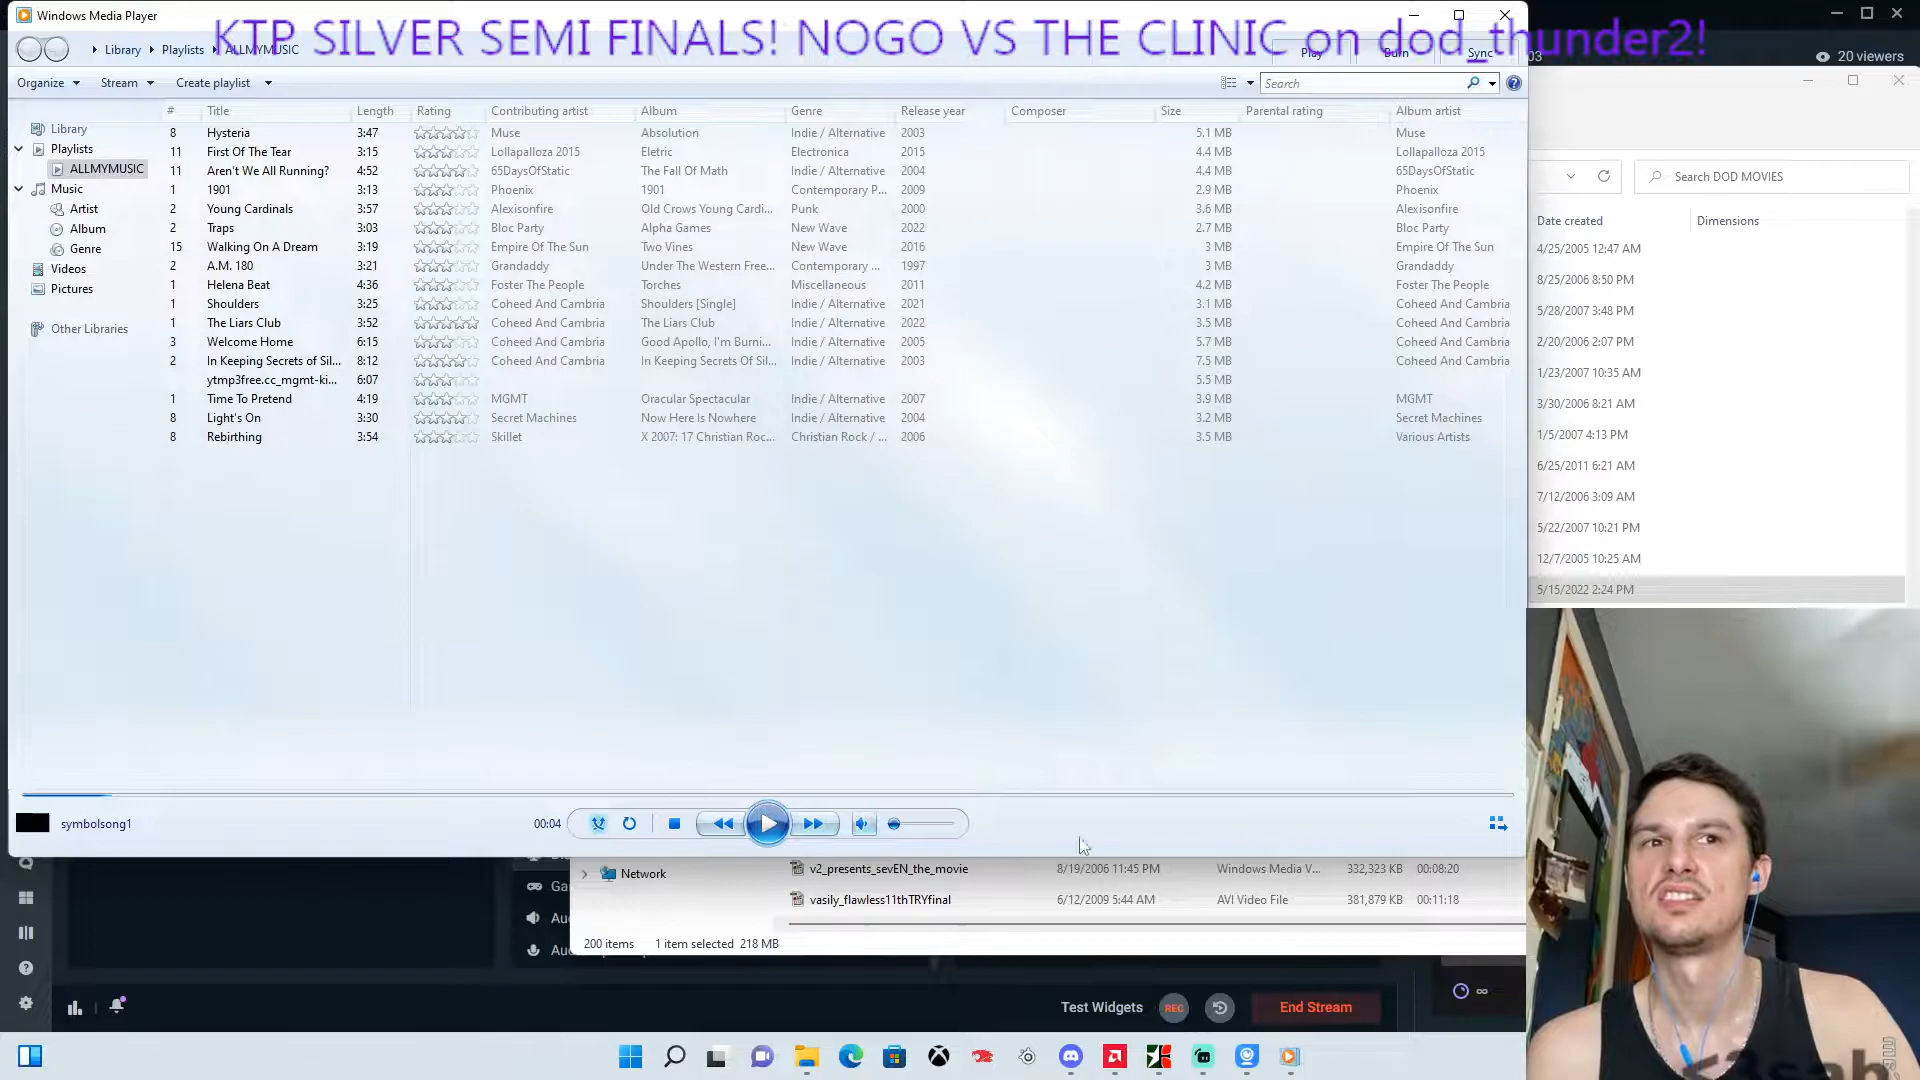 Windows Media Player
KTP SILVER SEMI FINALS! NOGO VS THE CLINIC on dod_thunder2!
Library Playlists ALLMYMUSIC Play Burn Sync
03 20 viewers
Organize Stream Create playlist Search
# Title Length Rating Contributing artist Album Genre Release year Composer Size Parental rating Album artist
8 Hysteria 3:47 Muse Absolution Indie / Alternative 2003 5.1 MB Muse
11 First Of The Tear 3:15 Lollapalloza 2015 Eletric Electronica 2015 4.4 MB Lollapalloza 2015
11 Aren't We All Running? 4:52 65DaysOfStatic The Fall Of Math Indie / Alternative 2004 4.4 MB 65DaysOfStatic
1 1901 3:13 Phoenix 1901 Contemporary P... 2009 2.9 MB Phoenix
2 Young Cardinals 3:57 Alexisonfire Old Crows Young Cardi... Punk 2000 3.6 MB Alexisonfire
2 Traps 3:03 Bloc Party Alpha Games New Wave 2022 2.7 MB Bloc Party
15 Walking On A Dream 3:19 Empire Of The Sun Two Vines New Wave 2016 3 MB Empire Of The Sun
2 A.M. 180 3:21 Grandaddy Under The Western Free... Contemporary ... 1997 3 MB Grandaddy
1 Helena Beat 4:36 Foster The People Torches Miscellaneous 2011 4.2 MB Foster The People
1 Shoulders 3:25 Coheed And Cambria Shoulders [Single] Indie / Alternative 2021 3.1 MB Coheed And Cambria
1 The Liars Club 3:52 Coheed And Cambria The Liars Club Indie / Alternative 2022 3.5 MB Coheed And Cambria
3 Welcome Home 6:15 Coheed And Cambria Good Apollo, I'm Burni... Indie / Alternative 2005 5.7 MB Coheed And Cambria
2 In Keeping Secrets of Sil... 8:12 Coheed And Cambria In Keeping Secrets Of Sil... Indie / Alternative 2003 7.5 MB Coheed And Cambria
ytmp3free.cc_mgmt-ki... 6:07 5.5 MB
1 Time To Pretend 4:19 MGMT Oracular Spectacular Indie / Alternative 2007 3.9 MB MGMT
8 Light's On 3:30 Secret Machines Now Here Is Nowhere Indie / Alternative 2004 3.2 MB Secret Machines
8 Rebirthing 3:54 Skillet X 2007: 17 Christian Roc... Christian Rock / ... 2006 3.5 MB Various Artists
Library
Playlists
ALLMYMUSIC
Music
Artist
Album
Genre
Videos
Pictures
Other Libraries
Search DOD MOVIES
Date created Dimensions
4/25/2005 12:47 AM
8/25/2006 8:50 PM
5/28/2007 3:48 PM
2/20/2006 2:07 PM
1/23/2007 10:35 AM
3/30/2006 8:21 AM
1/5/2007 4:13 PM
6/25/2011 6:21 AM
7/12/2006 3:09 AM
5/22/2007 10:21 PM
12/7/2005 10:25 AM
5/15/2022 2:24 PM
symbolsong1 00:04
Network v2_presents_sevEN_the_movie 8/19/2006 11:45 PM Windows Media V... 332,323 KB 00:08:20
Ga
vasily_flawless11thTRYfinal 6/12/2009 5:44 AM AVI Video File 381,879 KB 00:11:18
Au
200 items 1 item selected 218 MB
Au
Test Widgets REC End Stream